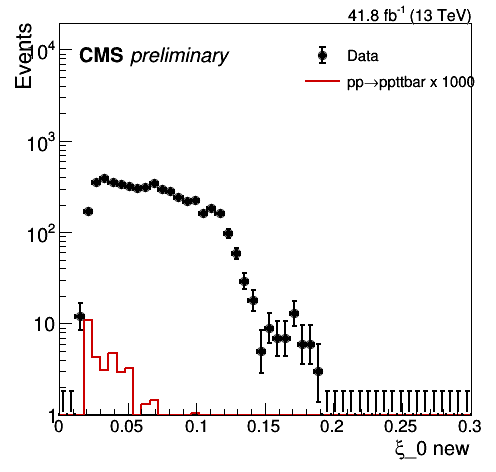 41.8 fb⁻¹ (13 TeV)
Events
CMS preliminary
Data
pp→ppttbar x 1000
10⁴
10³
10²
10
1
0 0.05 0.1 0.15 0.2 0.25 0.3
ξ_0 new